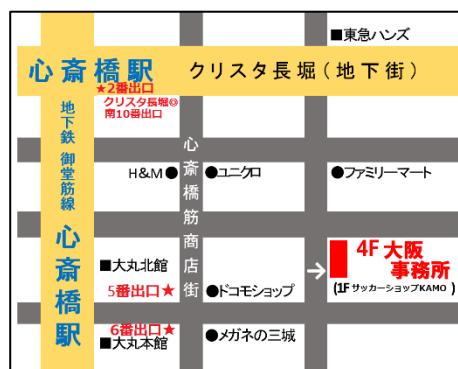 ■東急ハンズ
心斎橋駅
クリスタ長堀(地下街)
★2番出口
クリスタ長堀◎
南10番出口
地下鉄 御堂筋線
心斎橋駅
心斎橋筋商店街
H&M●
●ユニクロ
●ファミリーマート
■大丸北館
5番出口★
●ドコモショップ
→
4F 大阪
事務所
(1F サッカーショップKAMO)
6番出口★
■大丸本館
●メガネの三城